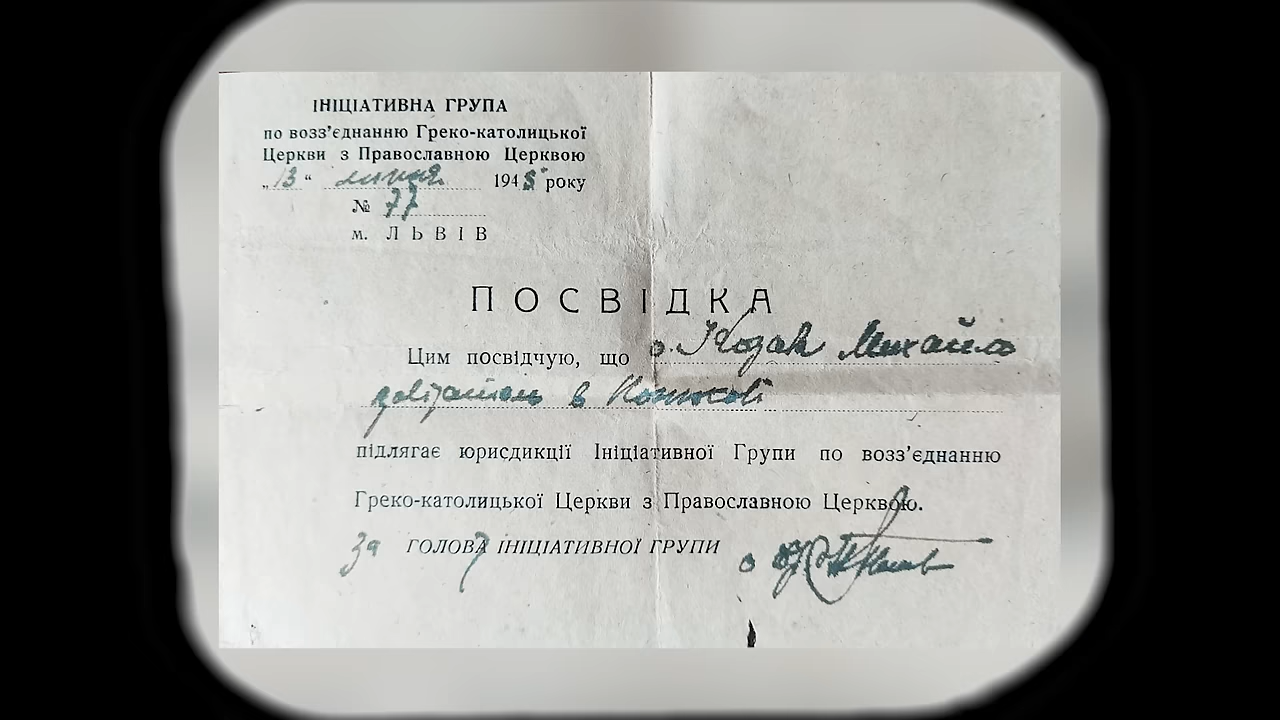 ІНІЦІАТИВНА ГРУПА
по возз'єднанню Греко-католицької
Церкви з Православною Церквою
„13“ липня 1945 року
№ 77
м. ЛЬВІВ
ПОСВІДКА
Цим посвідчую, що о. Козак Михайло
в
підлягає юрисдикції Ініціативної Групи по возз'єднанню
Греко-католицької Церкви з Православною Церквою.
За ГОЛОВУ ІНІЦІАТИВНОЇ ГРУПИ о